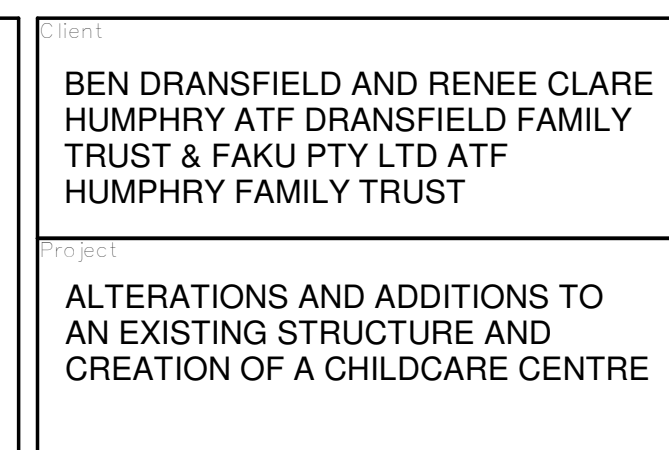 Client
BEN DRANSFIELD AND RENEE CLARE
HUMPHRY ATF DRANSFIELD FAMILY
TRUST & FAKU PTY LTD ATF
HUMPHRY FAMILY TRUST
Project
ALTERATIONS AND ADDITIONS TO
AN EXISTING STRUCTURE AND
CREATION OF A CHILDCARE CENTRE